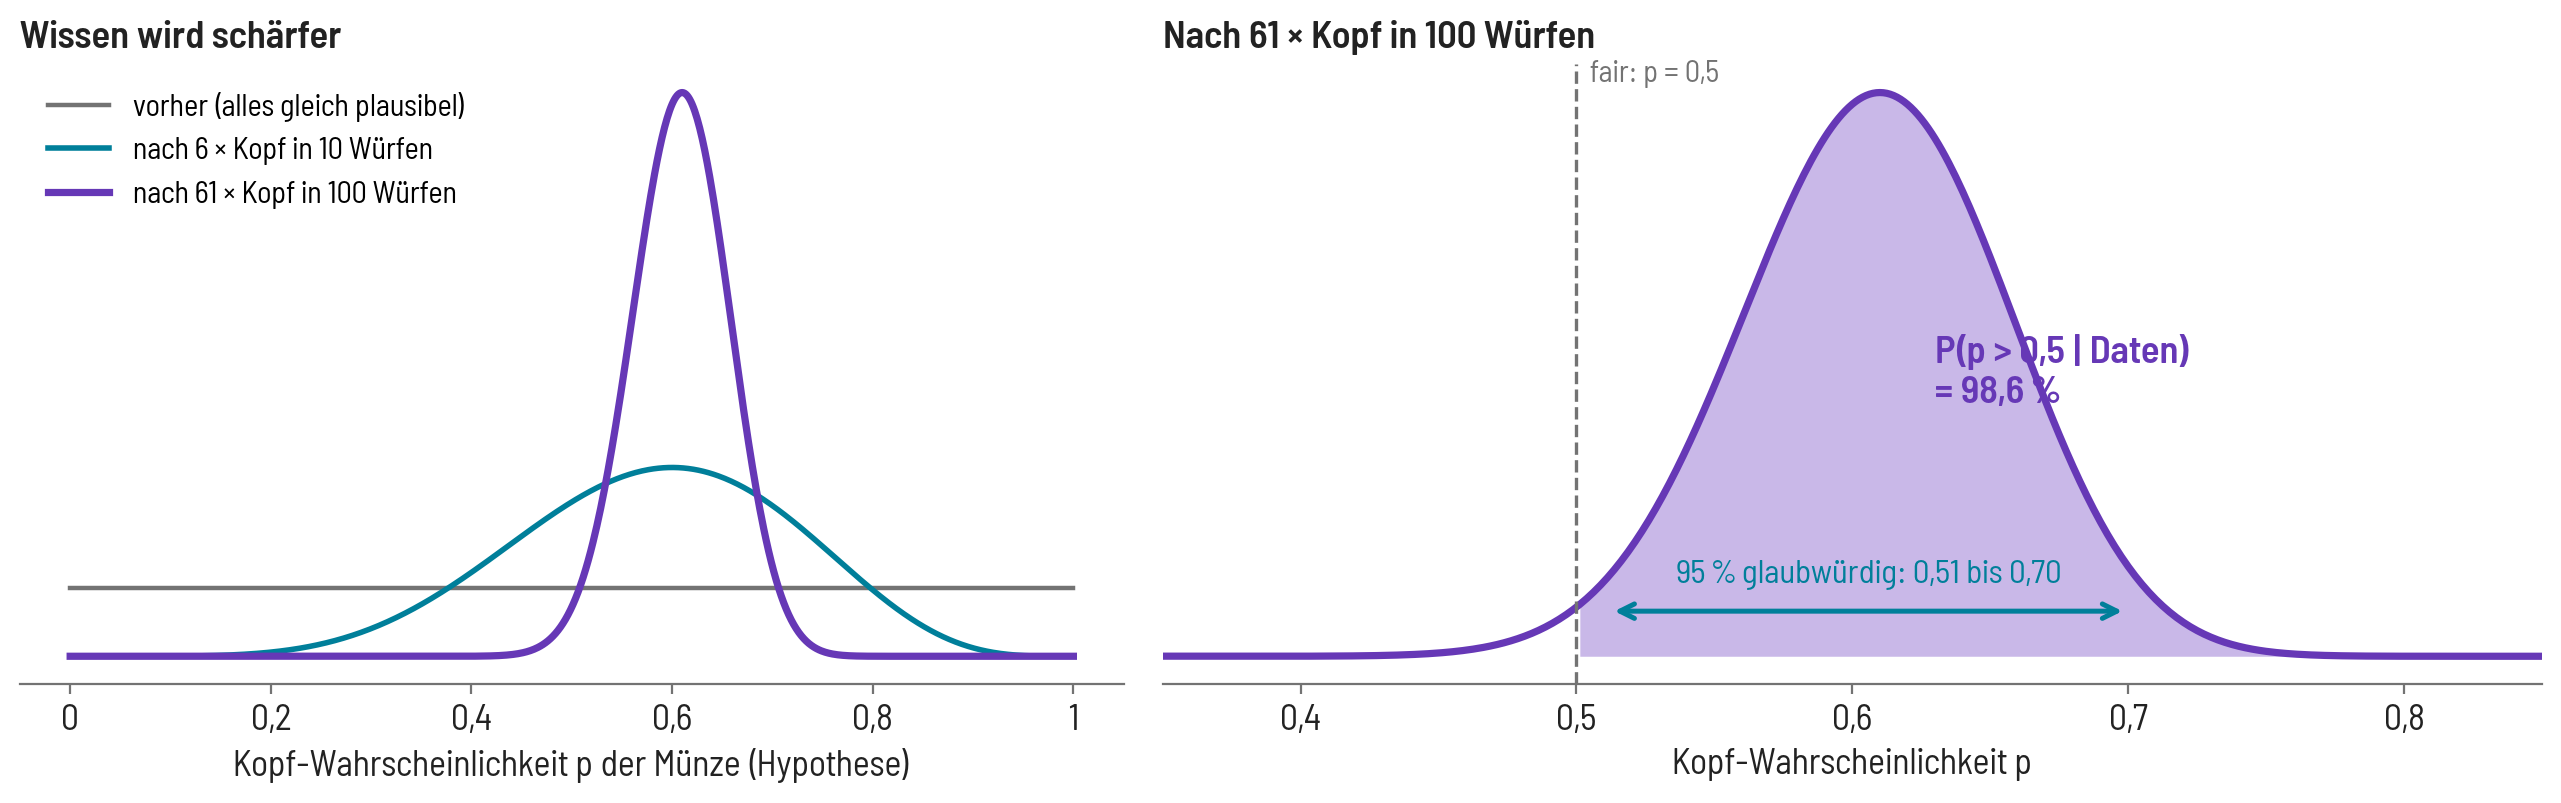 Wissen wird schärfer
vorher (alles gleich plausibel)
nach 6 × Kopf in 10 Würfen
nach 61 × Kopf in 100 Würfen
0
0,2
0,4
0,6
0,8
1
Kopf-Wahrscheinlichkeit p der Münze (Hypothese)
Nach 61 × Kopf in 100 Würfen
fair: p = 0,5
P(p > 0,5 | Daten)
= 98,6 %
95 % glaubwürdig: 0,51 bis 0,70
0,4
0,5
0,6
0,7
0,8
Kopf-Wahrscheinlichkeit p